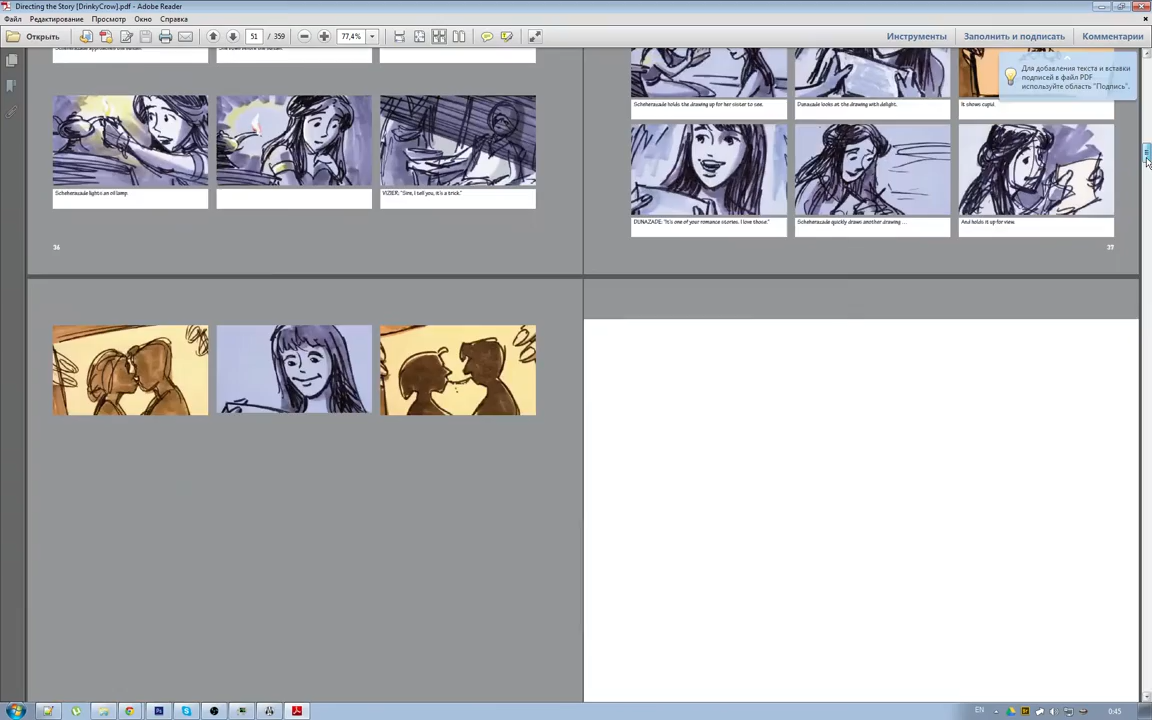 Directing the Story [DrinkyCrow].pdf - Adobe Reader
Файл Редактирование Просмотр Окно Справка
Открыть 51 / 359 77,4% Инструменты Заполнить и подписать Комментарии
Для добавления текста и вставки
подписей в файл PDF
используйте область "Подпись".
Scheherazade holds the drawing up for her sister to see.
Dunazade looks at the drawing with delight.
It shows cupid.
Scheherazade lights an oil lamp.
VIZIER: "Sire, I tell you, it's a trick."
DUNAZADE: "It's one of your romance stories. I love those."
Scheherazade quickly draws another drawing ...
And holds it up for view.
36
37
EN
0:45